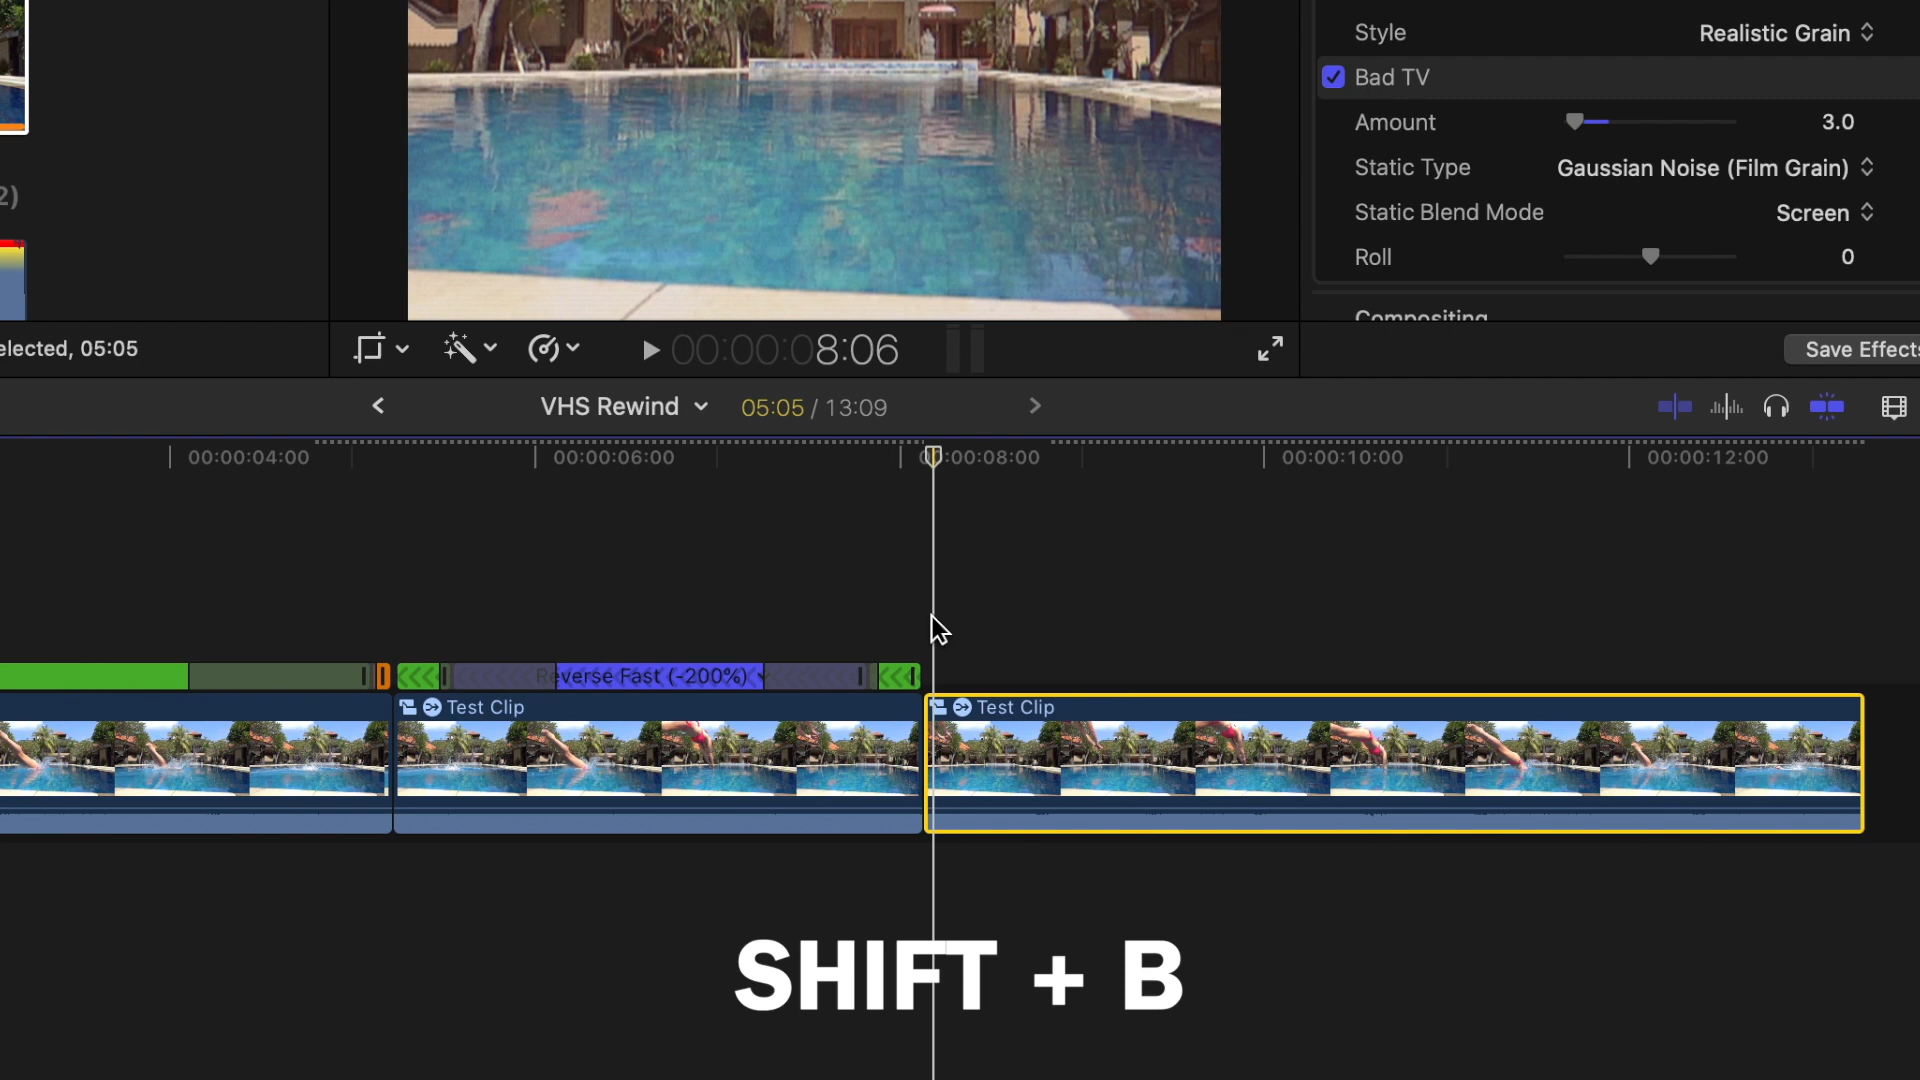 Style Realistic Grain
Bad TV
Amount 3.0
Static Type Gaussian Noise (Film Grain)
Static Blend Mode Screen
2)
Roll 0
Compositing
elected, 05:05
00:00:08:06
Save Effects
VHS Rewind 05:05 / 13:09
00:00:04:00 00:00:06:00 00:00:08:00 00:00:10:00 00:00:12:00
Reverse Fast (-200%)
Test Clip Test Clip
SHIFT + B